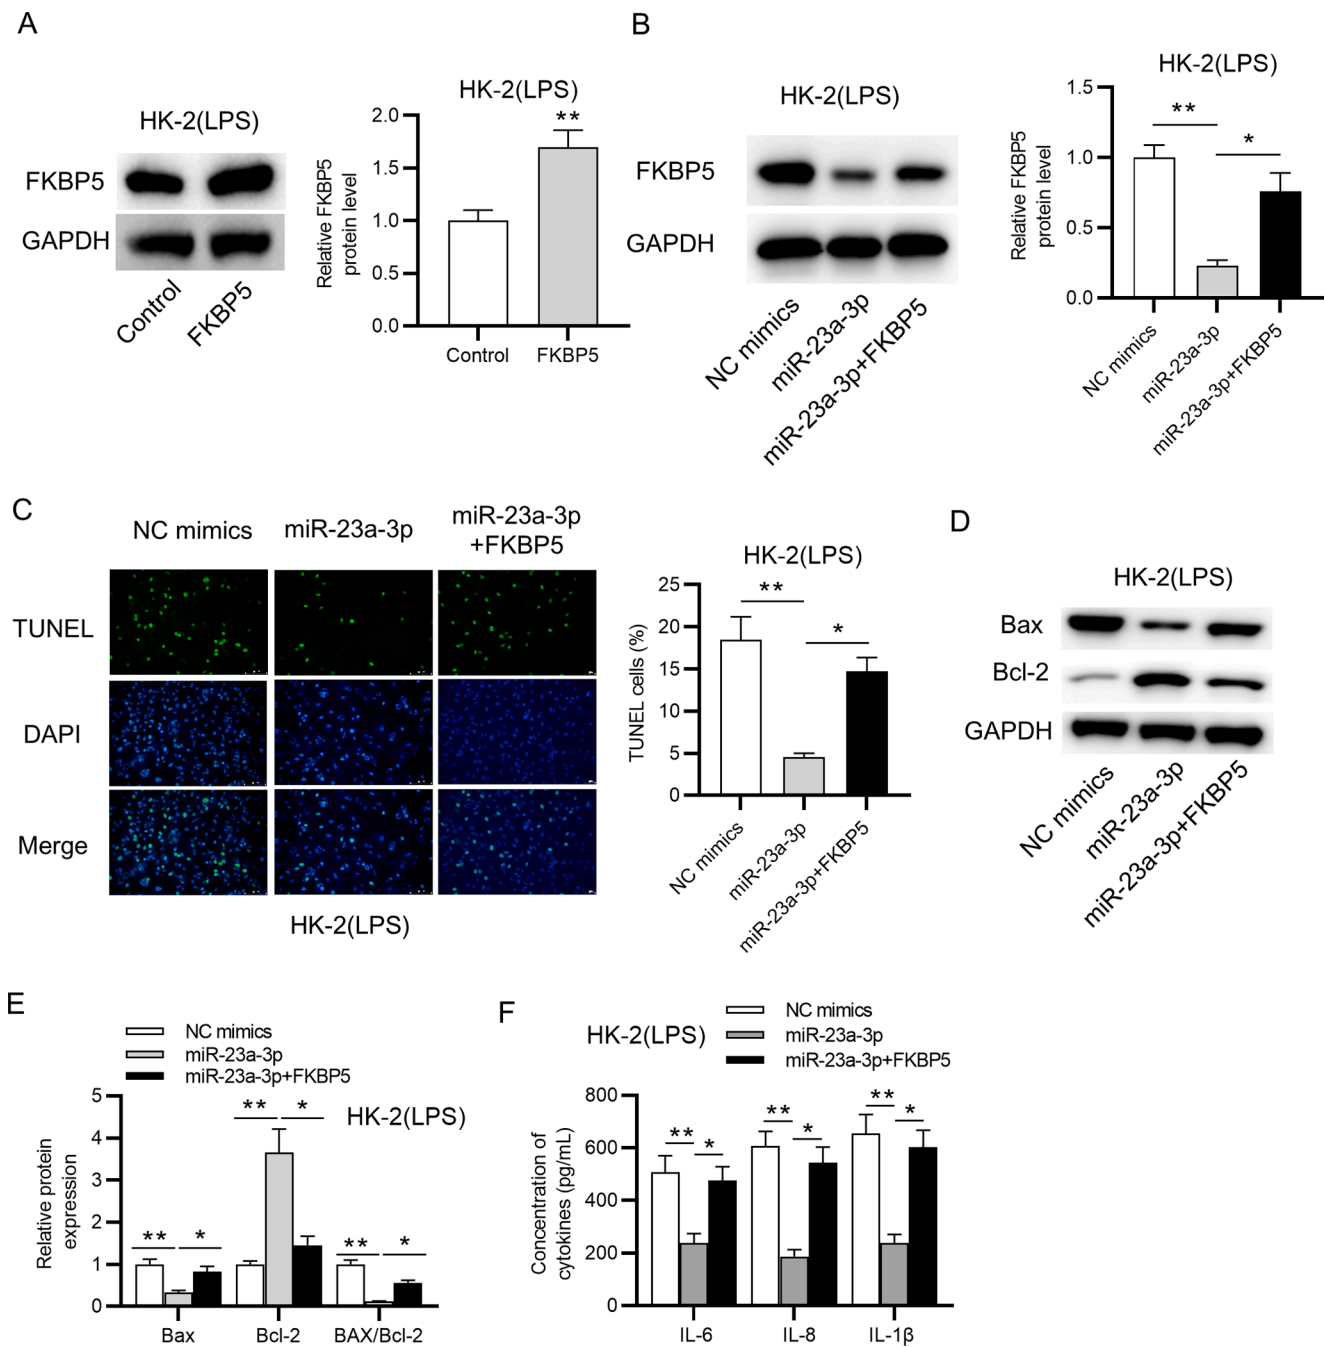 A
HK-2(LPS)
FKBP5
GAPDH
Control
FKBP5
HK-2(LPS)
**
Relative FKBP5
protein level
2.0
1.5
1.0
0.5
0.0
Control
FKBP5
B
HK-2(LPS)
FKBP5
GAPDH
NC mimics
miR-23a-3p
miR-23a-3p+FKBP5
HK-2(LPS)
**
*
Relative FKBP5
protein level
1.5
1.0
0.5
0.0
NC mimics
miR-23a-3p
miR-23a-3p+FKBP5
C
NC mimics
miR-23a-3p
miR-23a-3p
+FKBP5
TUNEL
DAPI
Merge
HK-2(LPS)
HK-2(LPS)
**
*
TUNEL cells (%)
25
20
15
10
5
0
NC mimics
miR-23a-3p
miR-23a-3p+FKBP5
D
HK-2(LPS)
Bax
Bcl-2
GAPDH
NC mimics
miR-23a-3p
miR-23a-3p+FKBP5
E
NC mimics
miR-23a-3p
miR-23a-3p+FKBP5
HK-2(LPS)
Relative protein
expression
5
4
3
2
1
0
** *
** *
** *
Bax
Bcl-2
BAX/Bcl-2
F
HK-2(LPS)
NC mimics
miR-23a-3p
miR-23a-3p+FKBP5
Concentration of
cytokines (pg/mL)
800
600
400
200
0
** *
** *
** *
IL-6
IL-8
IL-1β